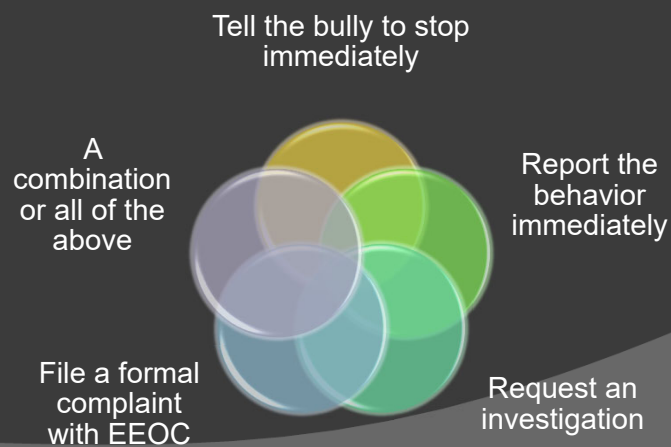 Tell the bully to stop
immediately
Report the
behavior
immediately
Request an
investigation
File a formal
complaint
with EEOC
A
combination
or all of the
above